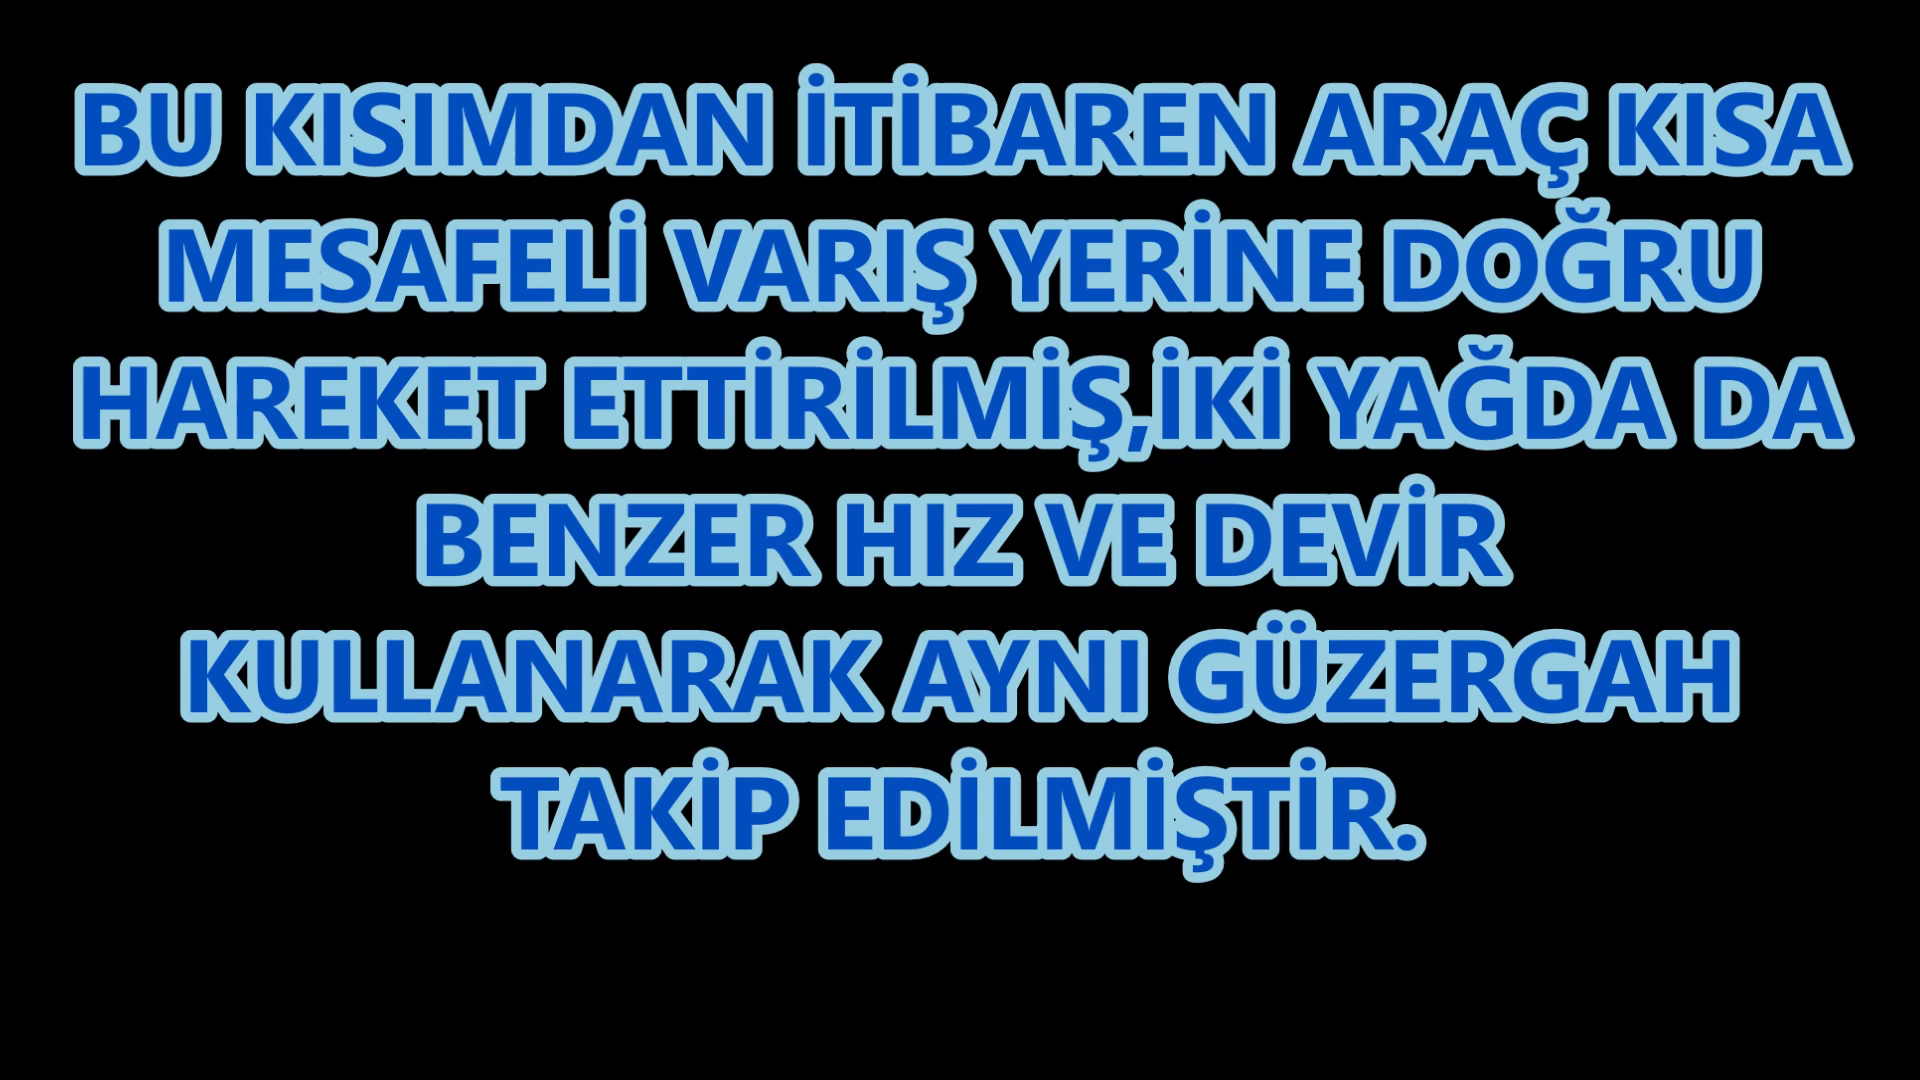 BU KISIMDAN İTİBAREN ARAÇ KISA
MESAFELİ VARIŞ YERİNE DOĞRU
HAREKET ETTİRİLMİŞ,İKİ YAĞDA DA
BENZER HIZ VE DEVİR
KULLANARAK AYNI GÜZERGAH
TAKİP EDİLMİŞTİR.